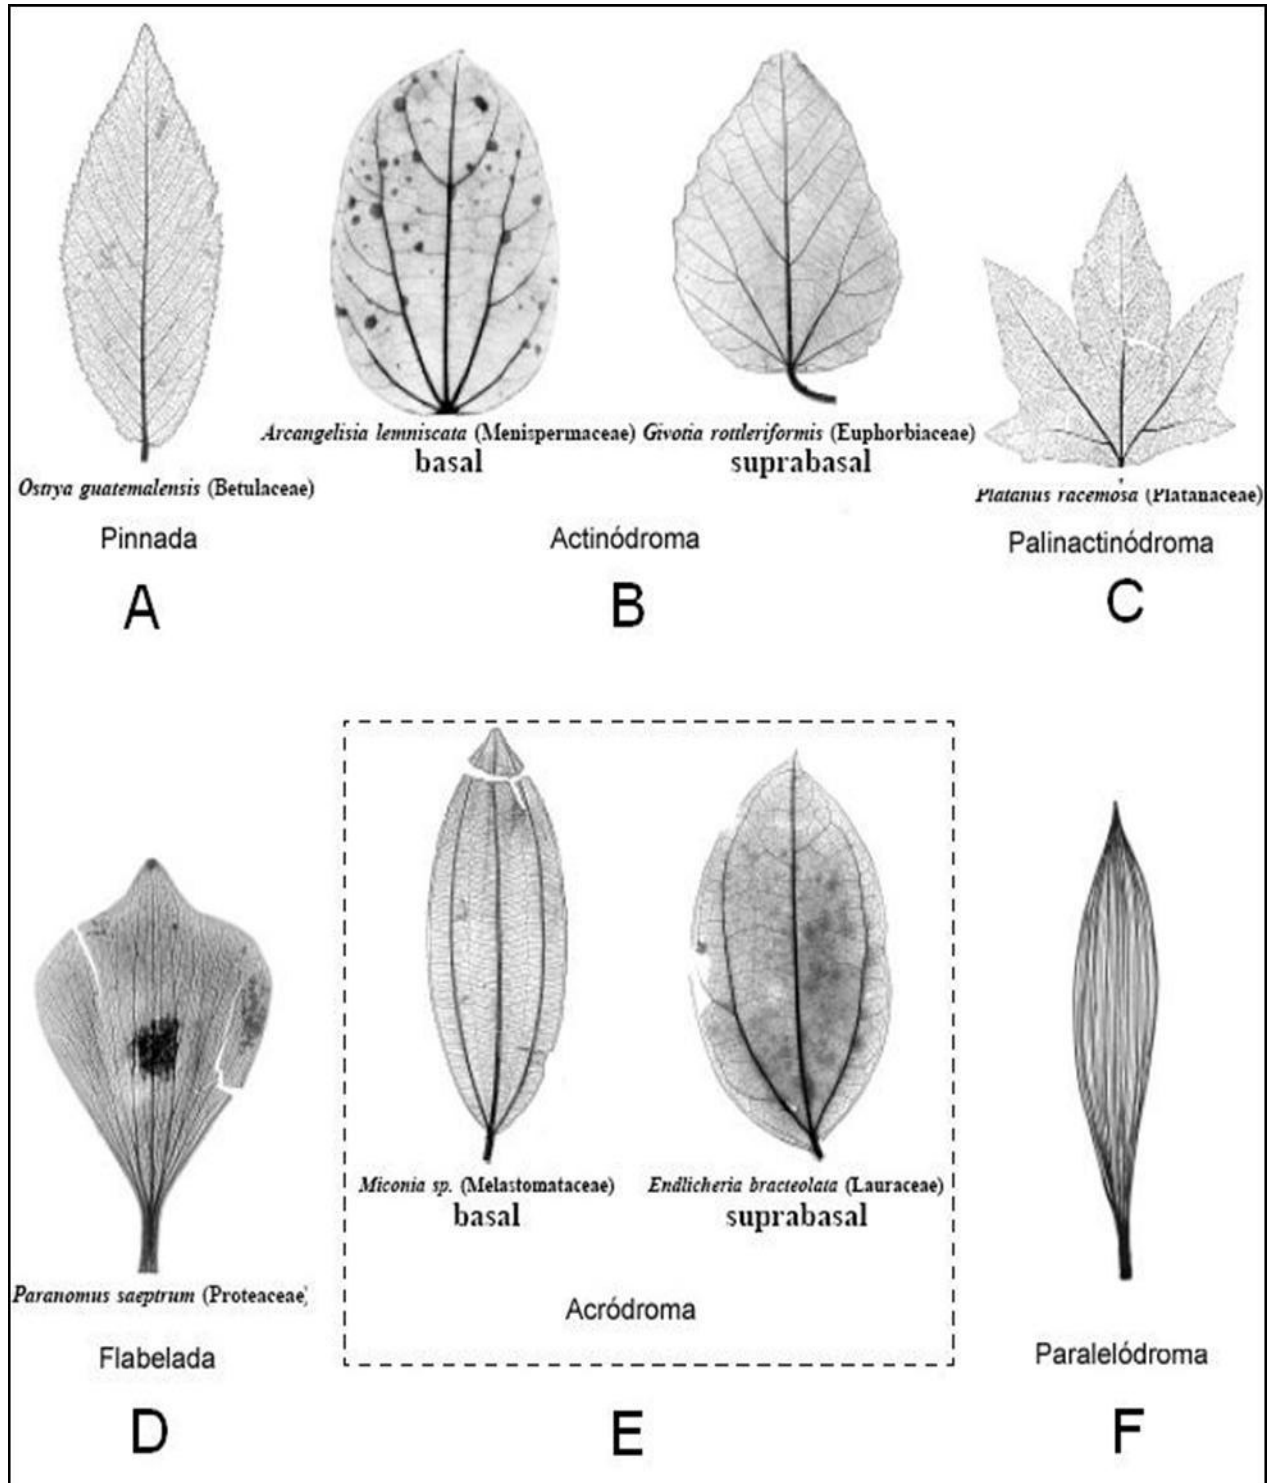 Arcangelisia lemniscata (Menispermaceae)
basal
Givotia rottleriformis (Euphorbiaceae)
suprabasal
Ostrya guatemalensis (Betulaceae)
Platanus racemosa (Platanaceae)
Pinnada
Actinódroma
Palinactinódroma
A
B
C
Miconia sp. (Melastomataceae)
basal
Endlicheria bracteolata (Lauraceae)
suprabasal
Paranomus saeptrum (Proteaceae)
Acródroma
Flabelada
Paralelódroma
D
E
F